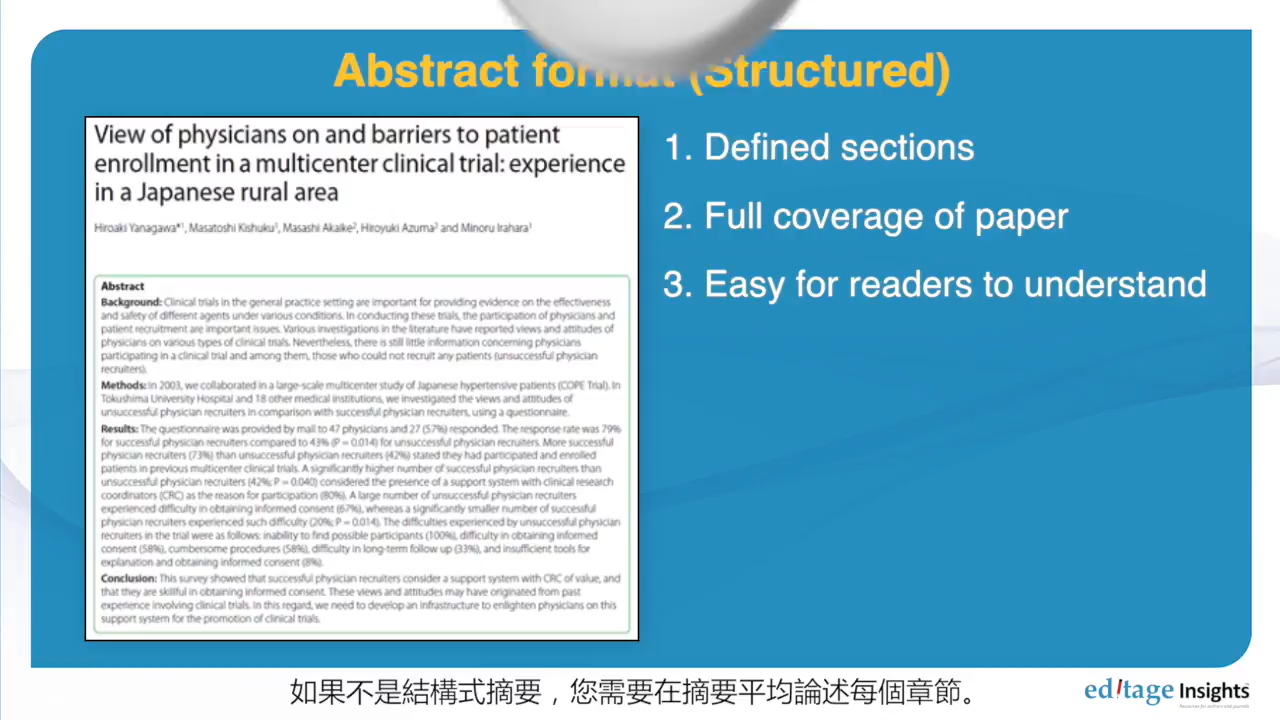 Abstract format (Structured)
View of physicians on and barriers to patient
enrollment in a multicenter clinical trial: experience
in a Japanese rural area
Hiroaki Yanagawa*¹, Masatoshi Kishuku¹, Masashi Akaike², Hiroyuki Azuma² and Minoru Irahara¹
Abstract
Background: Clinical trials in the general practice setting are important for providing evidence on the effectiveness
and safety of different agents under various conditions. In conducting these trials, the participation of physicians and
patient recruitment are important issues. Various investigations in the literature have reported views and attitudes of
physicians on various types of clinical trials. Nevertheless, there is still little information concerning physicians
participating in a clinical trial and among them, those who could not recruit any patients (unsuccessful physician
recruiters).
Methods: In 2003, we collaborated in a large-scale multicenter study of Japanese hypertensive patients (COPE Trial). In
Tokushima University Hospital and 18 other medical institutions, we investigated the views and attitudes of
unsuccessful physician recruiters in comparison with successful physician recruiters, using a questionnaire.
Results: The questionnaire was provided by mail to 47 physicians and 27 (57%) responded. The response rate was 79%
for successful physician recruiters compared to 43% (P = 0.014) for unsuccessful physician recruiters. More successful
physician recruiters (73%) than unsuccessful physician recruiters (42%) stated they had participated and enrolled
patients in previous multicenter clinical trials. A significantly higher number of successful physician recruiters than
unsuccessful physician recruiters (42%; P = 0.040) considered the presence of a support system with clinical research
coordinators (CRC) as the reason for participation (80%). A large number of unsuccessful physician recruiters
experienced difficulty in obtaining informed consent (67%), whereas a significantly smaller number of successful
physician recruiters experienced such difficulty (20%; P = 0.014). The difficulties experienced by unsuccessful physician
recruiters in the trial were as follows: inability to find possible participants (100%), difficulty in obtaining informed
consent (58%), cumbersome procedures (58%), difficulty in long-term follow up (33%), and insufficient tools for
explanation and obtaining informed consent (8%).
Conclusion: This survey showed that successful physician recruiters consider a support system with CRC of value, and
that they are skillful in obtaining informed consent. These views and attitudes may have originated from past
experience involving clinical trials. In this regard, we need to develop an infrastructure to enlighten physicians on this
support system for the promotion of clinical trials.
1. Defined sections
2. Full coverage of paper
3. Easy for readers to understand
如果不是結構式摘要，您需要在摘要平均論述每個章節。
editage Insights